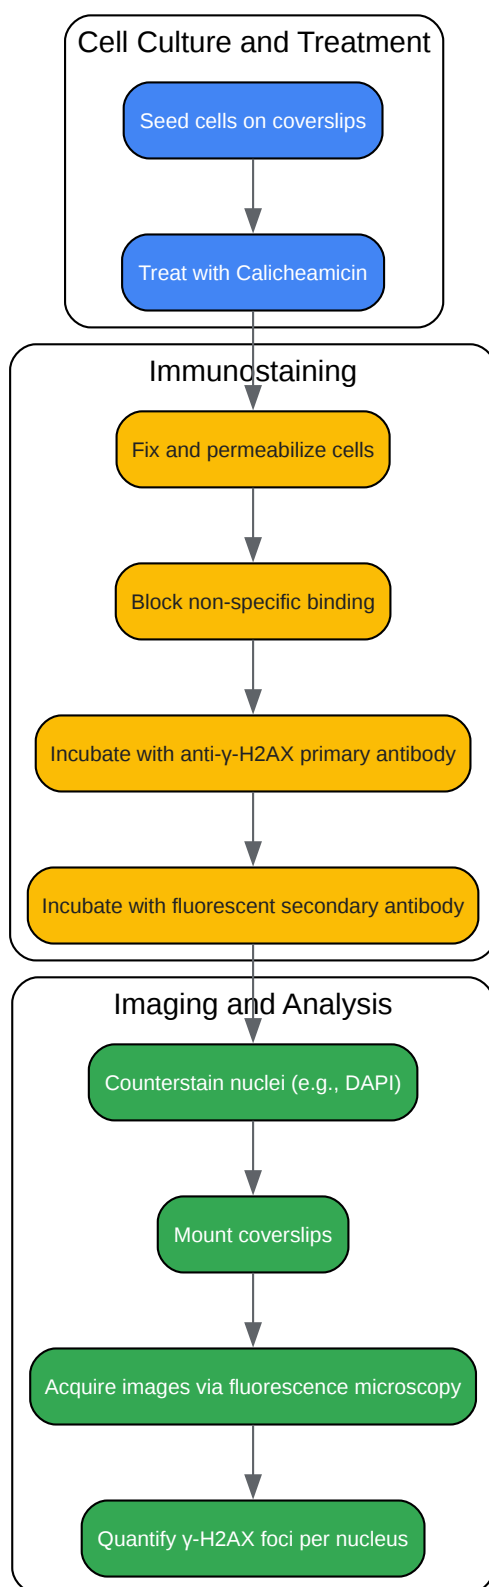 Cell Culture and Treatment
Seed cells on coverslips
Treat with Calicheamicin
Immunostaining
Fix and permeabilize cells
Block non-specific binding
Incubate with anti-γ-H2AX primary antibody
Incubate with fluorescent secondary antibody
Imaging and Analysis
Counterstain nuclei (e.g., DAPI)
Mount coverslips
Acquire images via fluorescence microscopy
Quantify γ-H2AX foci per nucleus